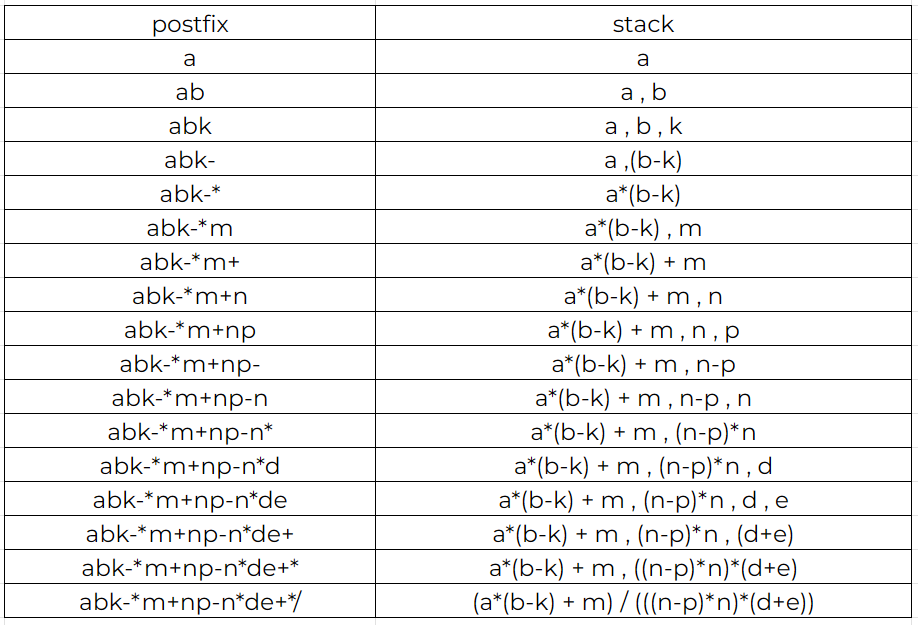 postfix stack
a a
ab a , b
abk a , b , k
abk- a ,(b-k)
abk-* a*(b-k)
abk-*m a*(b-k) , m
abk-*m+ a*(b-k) + m
abk-*m+n a*(b-k) + m , n
abk-*m+np a*(b-k) + m , n , p
abk-*m+np- a*(b-k) + m , n-p
abk-*m+np-n a*(b-k) + m , n-p , n
abk-*m+np-n* a*(b-k) + m , (n-p)*n
abk-*m+np-n*d a*(b-k) + m , (n-p)*n , d
abk-*m+np-n*de a*(b-k) + m , (n-p)*n , d , e
abk-*m+np-n*de+ a*(b-k) + m , (n-p)*n , (d+e)
abk-*m+np-n*de+* a*(b-k) + m , ((n-p)*n)*(d+e)
abk-*m+np-n*de+*/ (a*(b-k) + m) / (((n-p)*n)*(d+e))